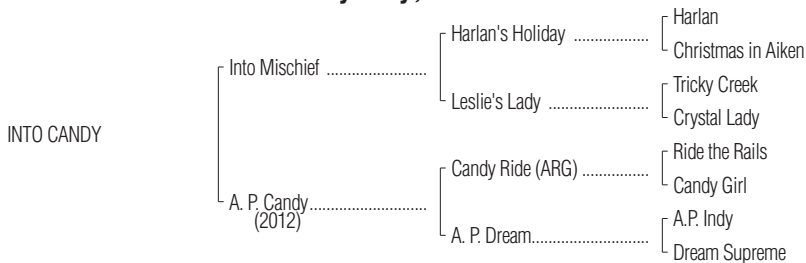 Harlan
Harlan's Holiday ..................
Christmas in Aiken
Into Mischief ........................
Tricky Creek
Leslie's Lady .......................
Crystal Lady
INTO CANDY
Ride the Rails
Candy Ride (ARG) ................
Candy Girl
A. P. Candy...........................
(2012)
A.P. Indy
A. P. Dream...........................
Dream Supreme